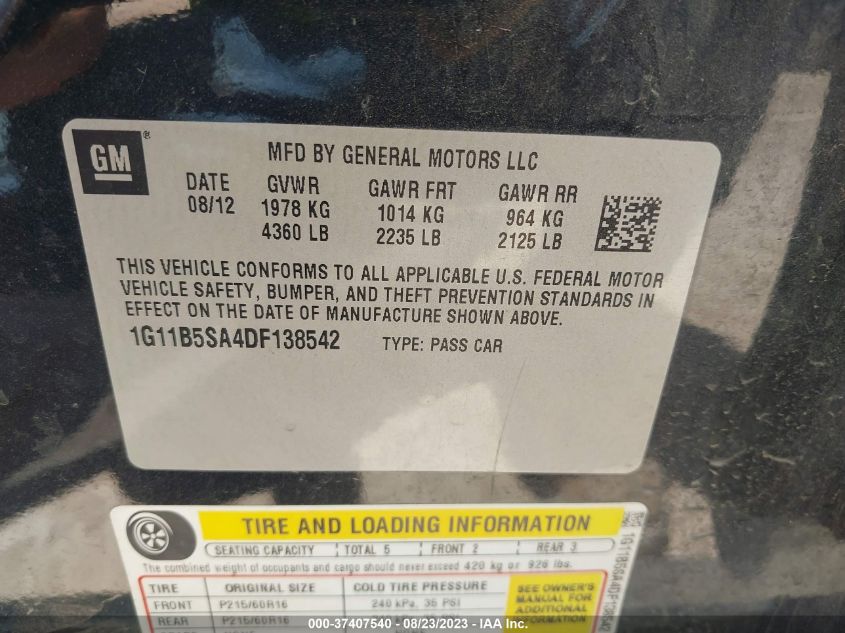 GM ®
MFD BY GENERAL MOTORS LLC
DATE GVWR GAWR FRT GAWR RR
08/12 1978 KG 1014 KG 964 KG
4360 LB 2235 LB 2125 LB
THIS VEHICLE CONFORMS TO ALL APPLICABLE U.S. FEDERAL MOTOR
VEHICLE SAFETY, BUMPER, AND THEFT PREVENTION STANDARDS IN
EFFECT ON THE DATE OF MANUFACTURE SHOWN ABOVE.
1G11B5SA4DF138542 TYPE: PASS CAR
TIRE AND LOADING INFORMATION
SEATING CAPACITY TOTAL 5 FRONT 2 REAR 3
The combined weight of occupants and cargo should never exceed 420 kg or 926 lbs.
TIRE ORIGINAL SIZE COLD TIRE PRESSURE
FRONT P215/60R16 240 kPa, 35 PSI
REAR P215/60R16
SEE OWNER'S
MANUAL FOR
ADDITIONAL
INFORMATION
1G11B5SA4DF138542
000-37407540 - 08/23/2023 - © IAA, Inc.